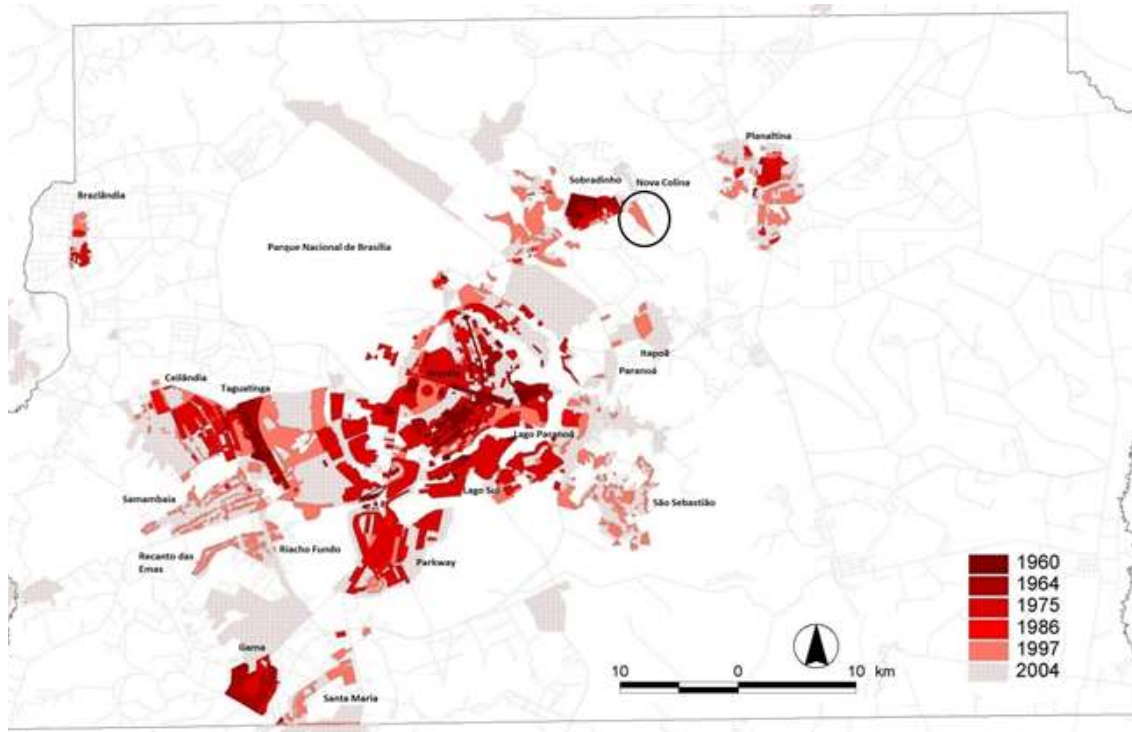 Planaltina
Sobradinho
Nova Colina
Brazlândia
Parque Nacional de Brasília
Itapoã
Paranoá
Ceilândia
Taguatinga
Brasília
Lago Paranoá
Lago Sul
Samambaia
São Sebastião
Recanto das
Emas
Riacho Fundo
Parkway
Gama
Santa Maria
1960
1964
1975
1986
1997
2004
10 0 10 km